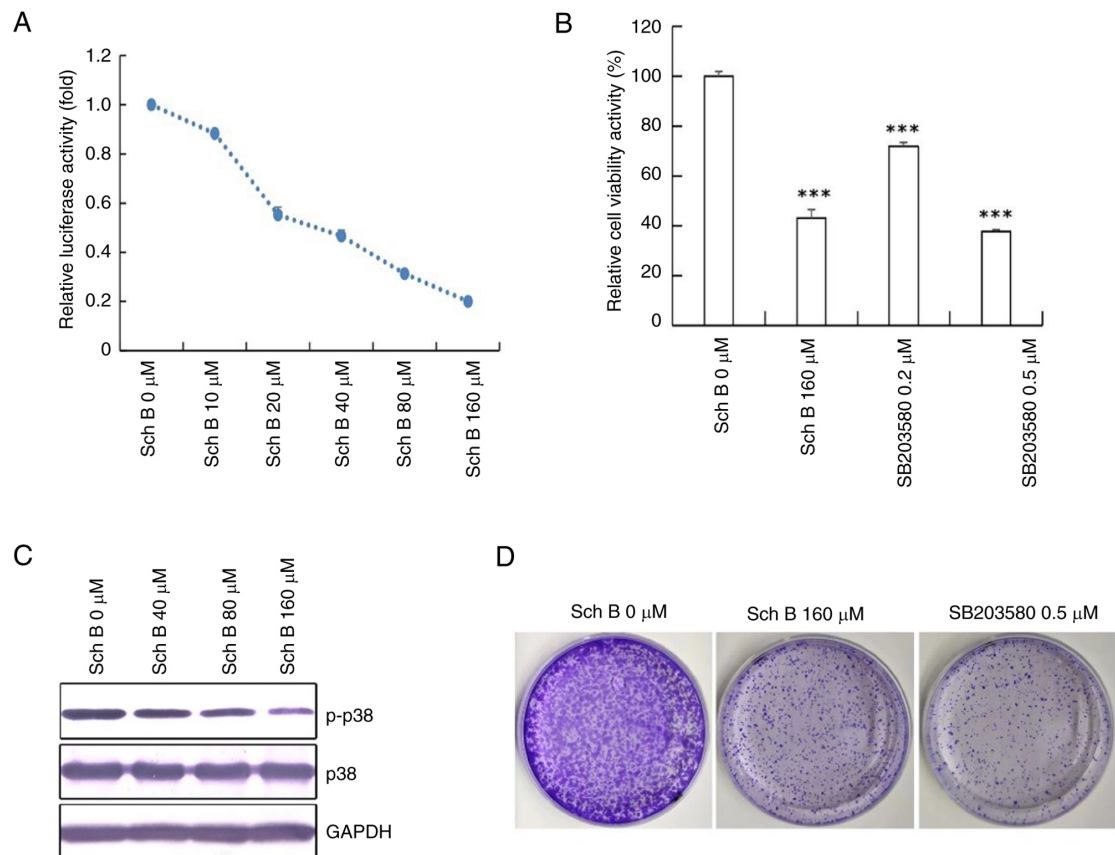 A
Relative luciferase activity (fold)
1.2
1.0
0.8
0.6
0.4
0.2
0
Sch B 0 μM
Sch B 10 μM
Sch B 20 μM
Sch B 40 μM
Sch B 80 μM
Sch B 160 μM
B
Relative cell viability activity (%)
120
100
80
60
40
20
0
***
***
***
Sch B 0 μM
Sch B 160 μM
SB203580 0.2 μM
SB203580 0.5 μM
C
Sch B 0 μM
Sch B 40 μM
Sch B 80 μM
Sch B 160 μM
p-p38
p38
GAPDH
D
Sch B 0 μM
Sch B 160 μM
SB203580 0.5 μM